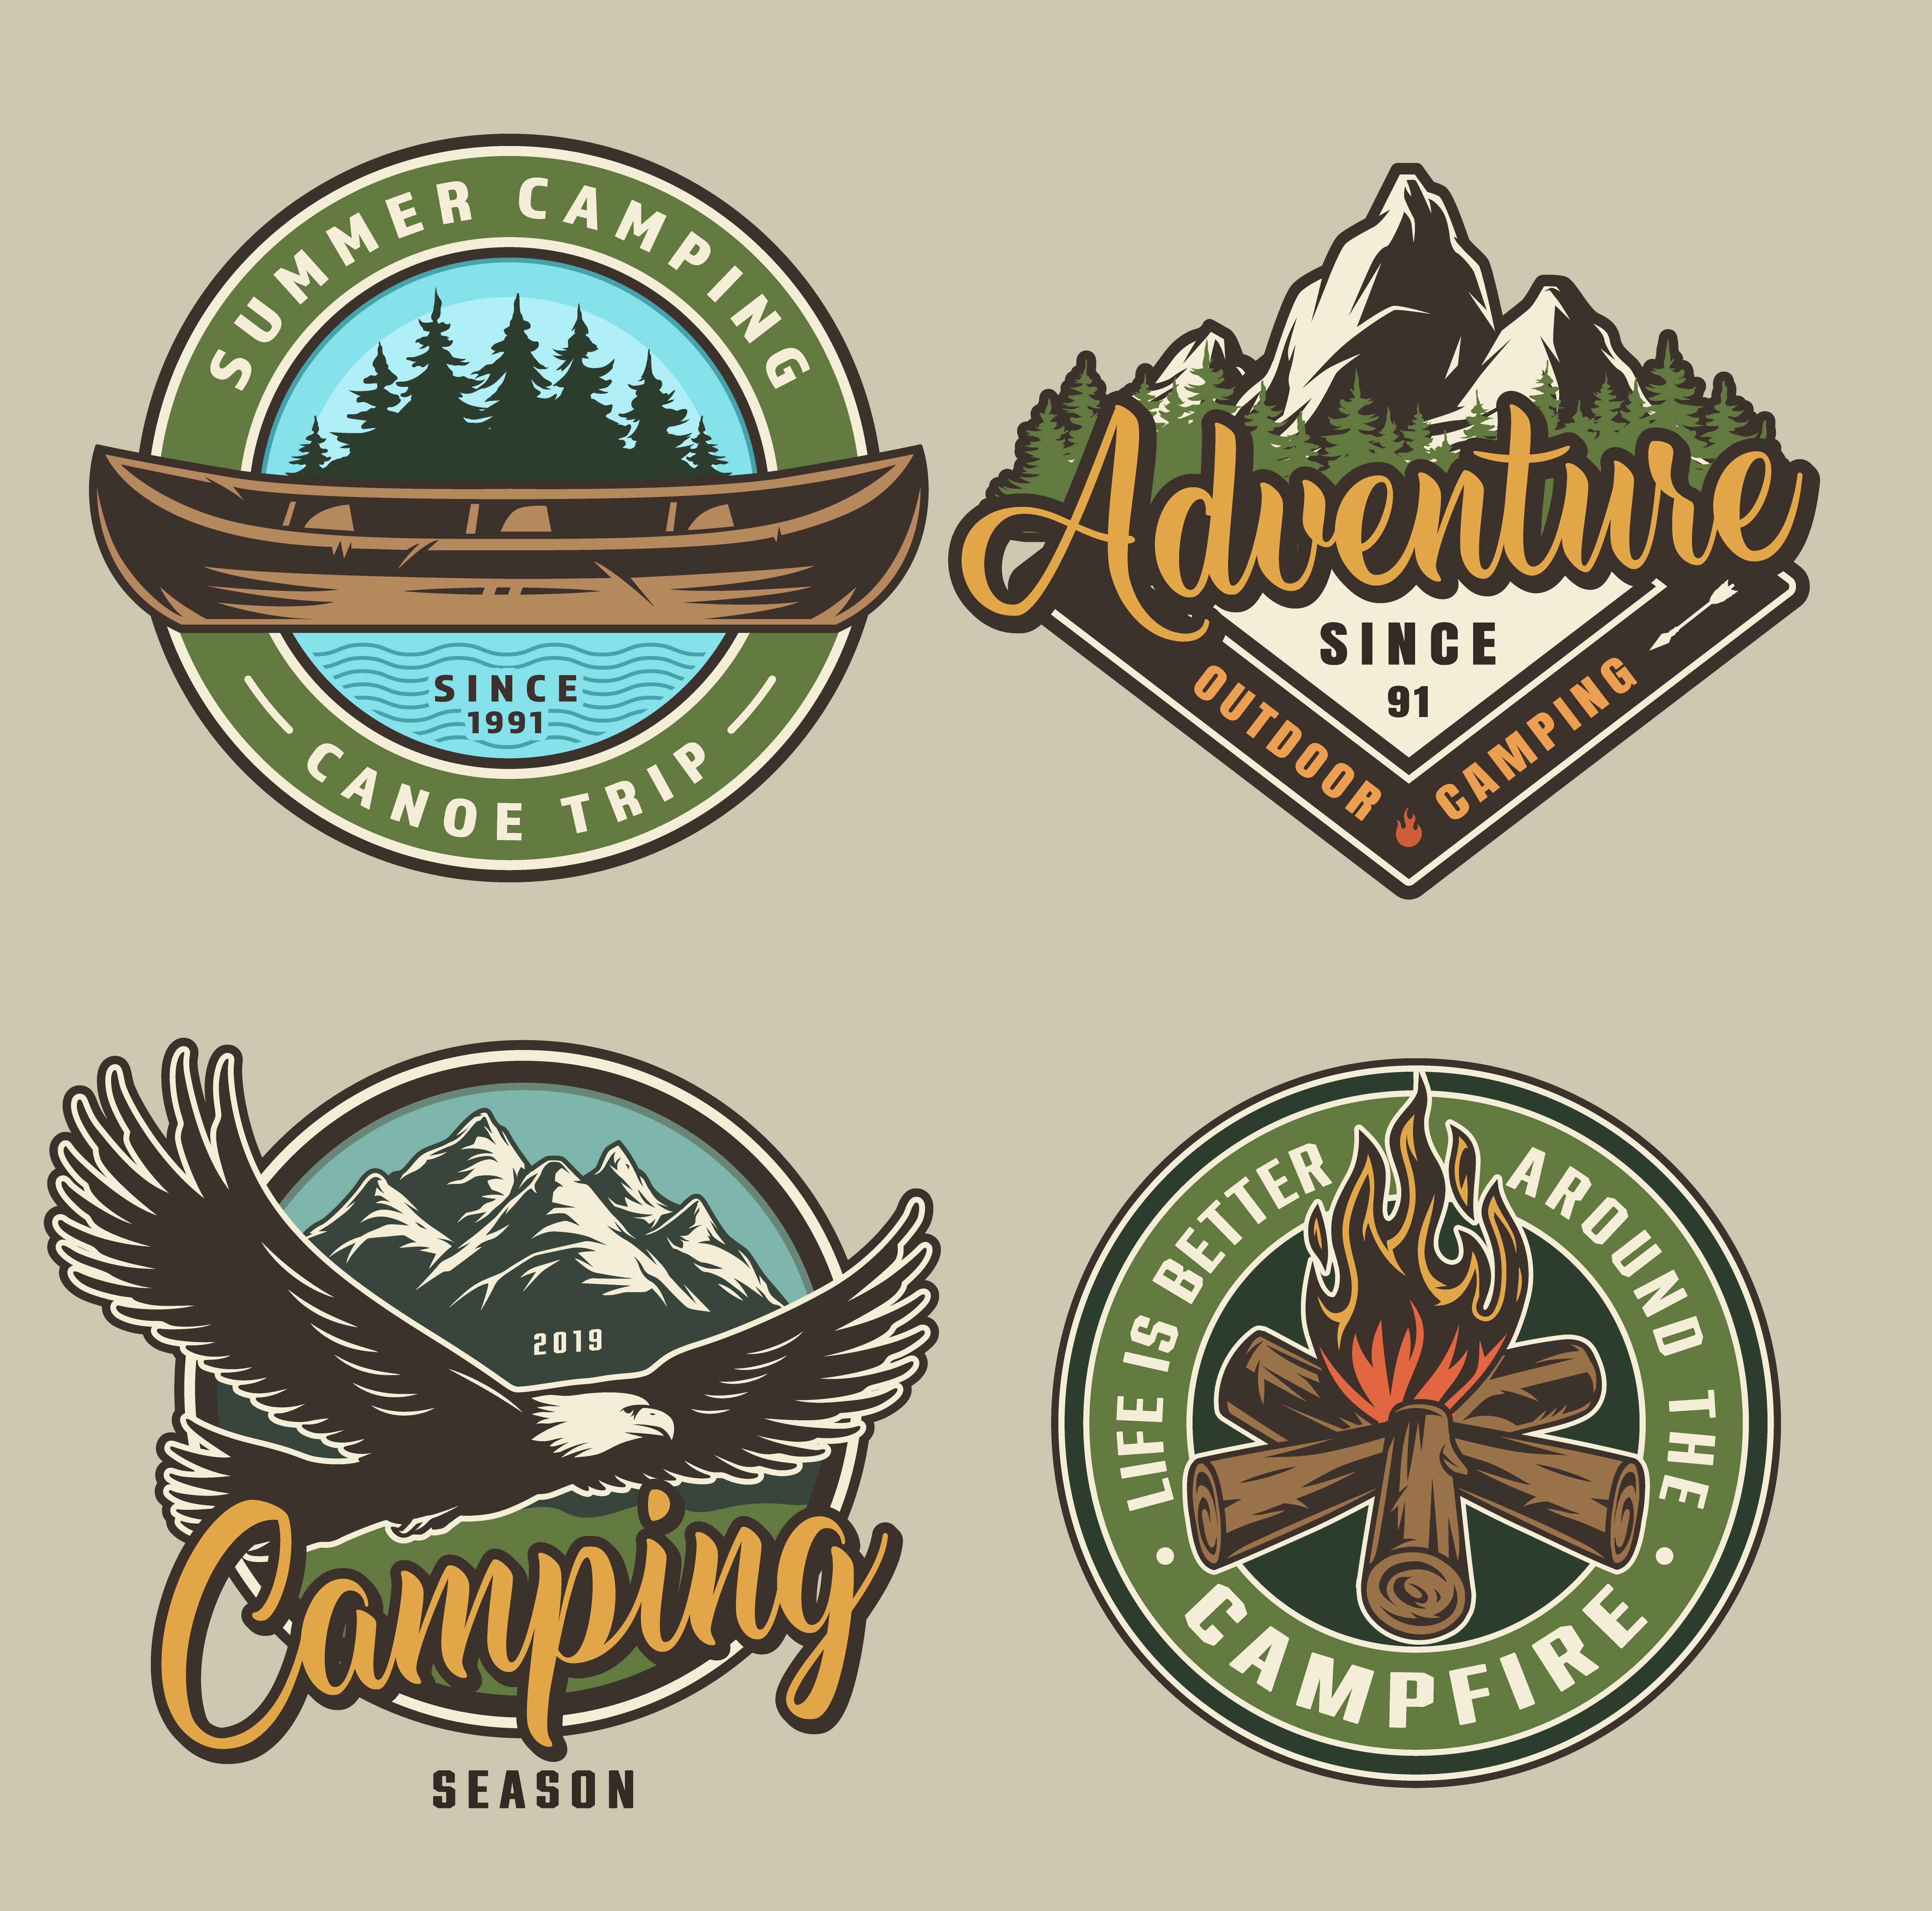 SUMMER CAMPING
SINCE
1991
CANOE TRIP
Adventure
SINCE
91
OUTDOOR CAMPING
2019
Camping
SEASON
LIFE IS BETTER AROUND THE
CAMPFIRE